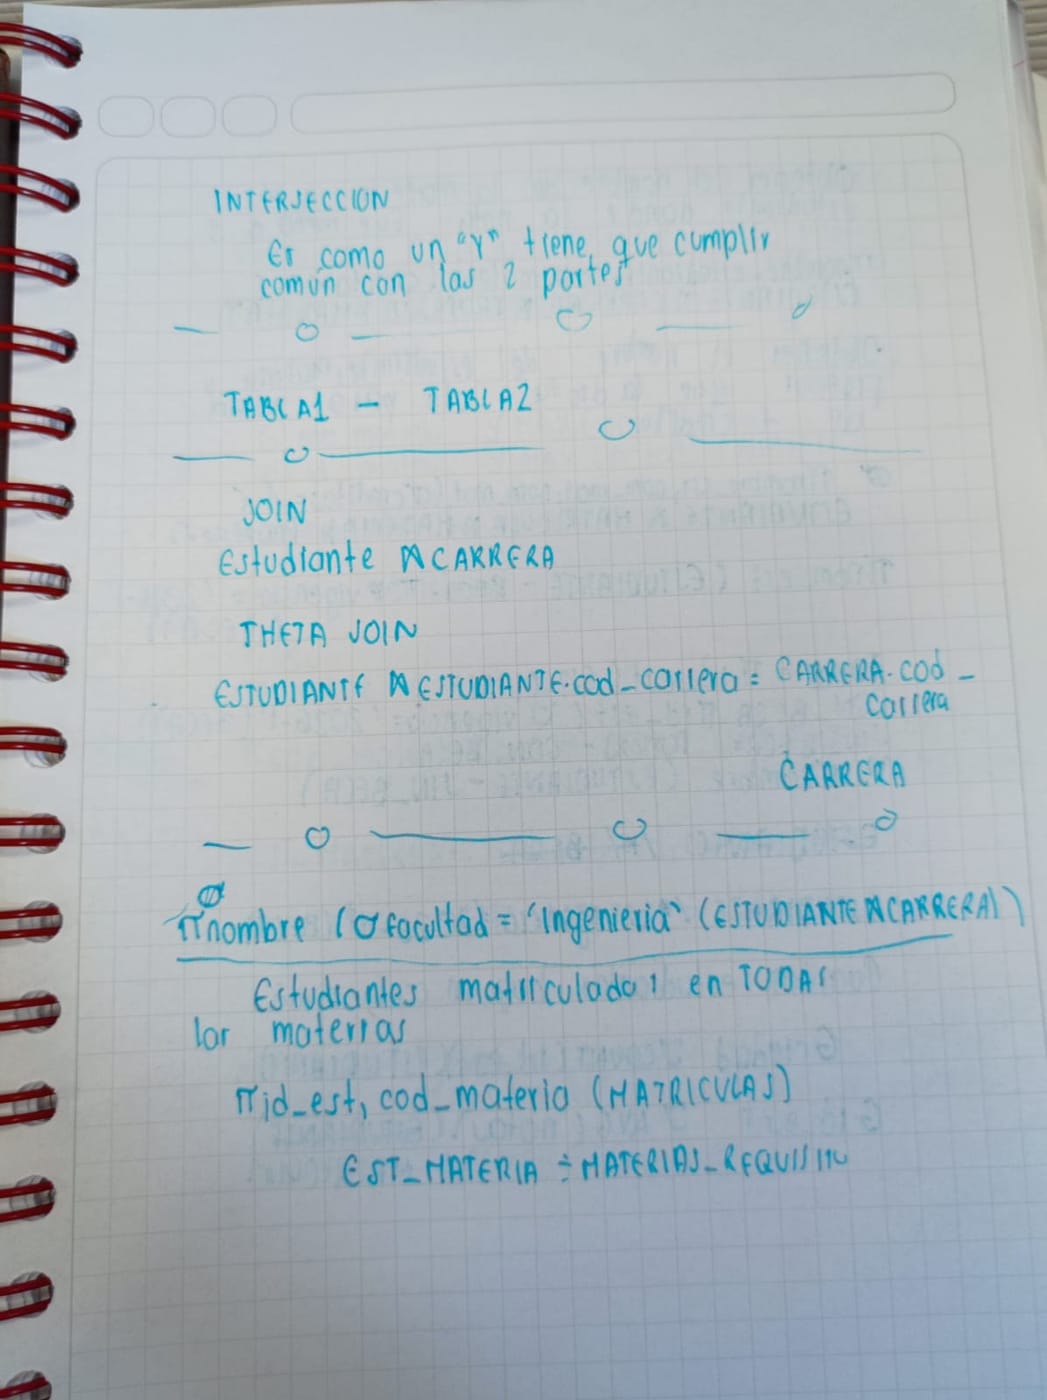 INTERSECCION
Es como un "Y" tiene que cumplir
común con las 2 partes
TABLA1 - TABLA2
JOIN
Estudiante ⋈ CARRERA
THETA JOIN
ESTUDIANTE ⋈ ESTUDIANTE.cod_carrera = CARRERA.cod_
carrera
CARRERA
πnombre (σ facultad = 'Ingenieria' (ESTUDIANTE ⋈ CARRERA))
Estudiantes matriculados en TODAS
las materias
πid_est, cod_materia (MATRICULAS)
EST_MATERIA ÷ MATERIAS_REQUISITO